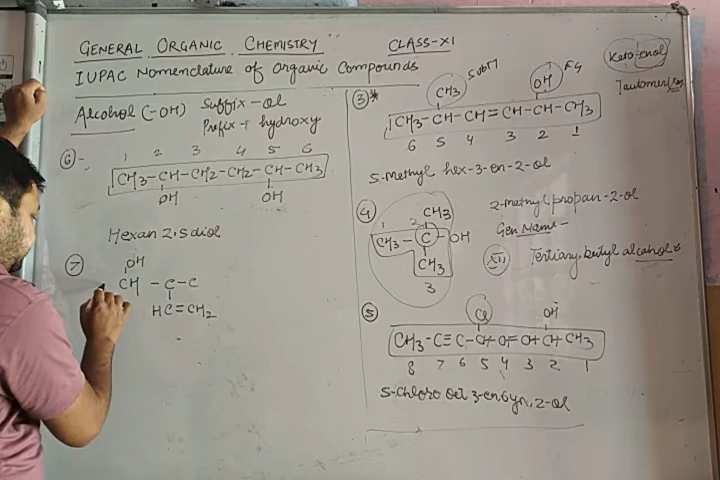 GENERAL ORGANIC CHEMISTRY CLASS-XI
IUPAC Nomenclature of Organic Compounds
Alcohol (-OH) Suffix - ol
Prefix - hydroxy
6 -
1 2 3 4 5 6
CH3-CH-CH2-CH2-CH-CH3
OH OH
Hexan 2,5 diol
7
OH
CH - C - C
HC=CH2
3*
CH3 Subtt
OH FG
CH3-CH-CH=CH-CH-CH3
6 5 4 3 2 1
5-Methyl hex-3-en-2-ol
Keto-enol
4
CH3
1 2
CH3 - C - OH
CH3
3
2-methyl propan-2-ol
Gen Name -
XII Tertiary butyl alcohol
5
Cl OH
CH3-C≡C-CH-CH=CH-CH-CH3
8 7 6 5 4 3 2 1
5-chloro oct 3-en 6yn, 2-ol